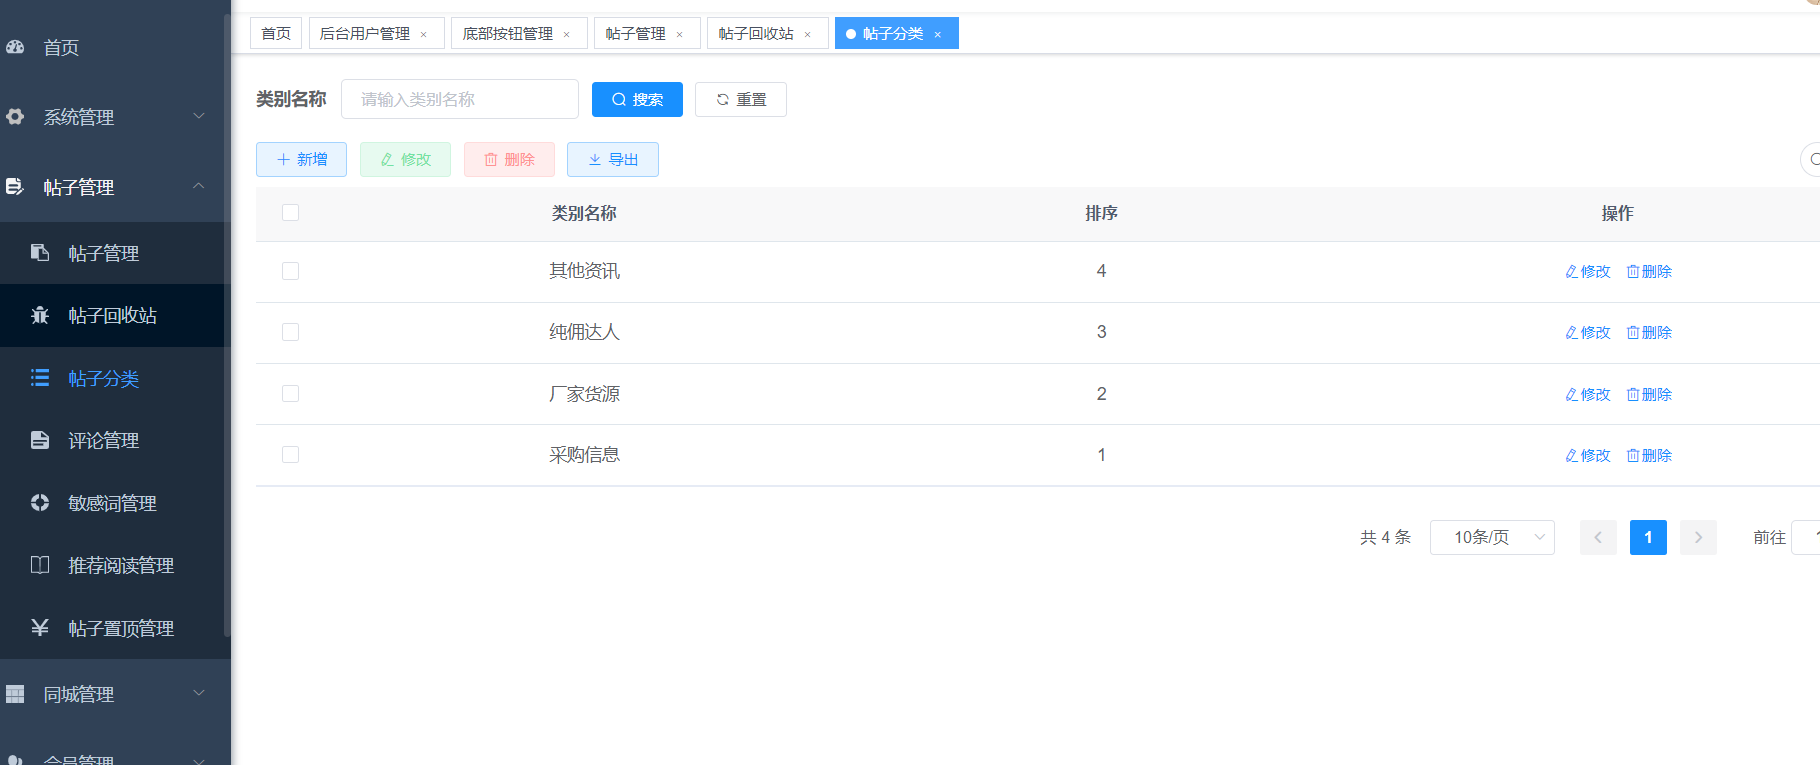 首页
系统管理
帖子管理
帖子管理
帖子回收站
帖子分类
评论管理
敏感词管理
推荐阅读管理
帖子置顶管理
同城管理
会员管理
首页 后台用户管理 × 底部按钮管理 × 帖子管理 × 帖子回收站 × 帖子分类 ×
类别名称 请输入类别名称 搜索 重置
新增 修改 删除 导出
类别名称 排序 操作
其他资讯 4 修改 删除
纯佣达人 3 修改 删除
厂家货源 2 修改 删除
采购信息 1 修改 删除
共 4 条 10条/页 1 前往